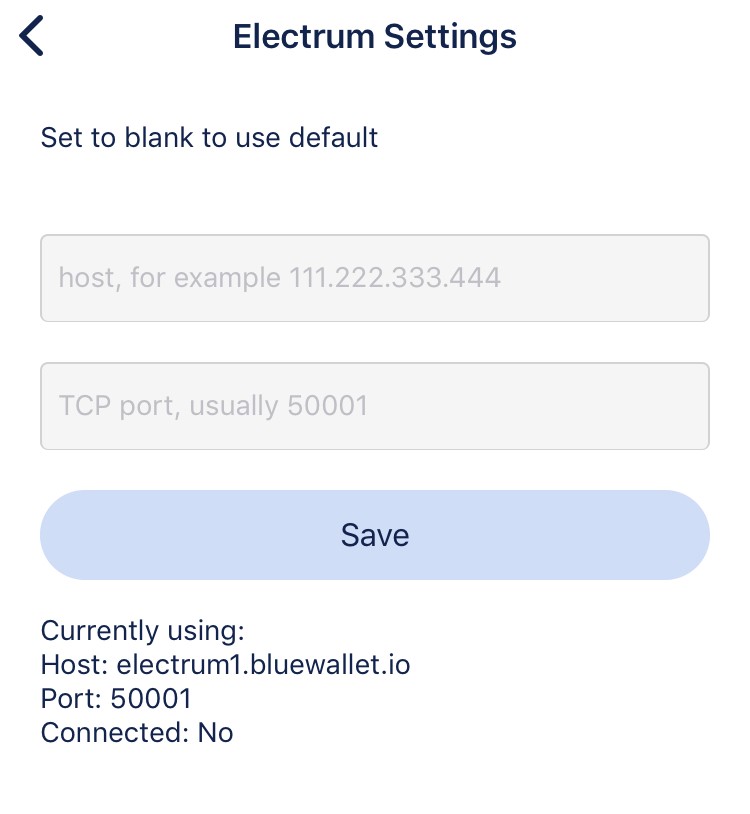 Electrum Settings
Set to blank to use default
host, for example 111.222.333.444
TCP port, usually 50001
Save
Currently using:
Host: electrum1.bluewallet.io
Port: 50001
Connected: No